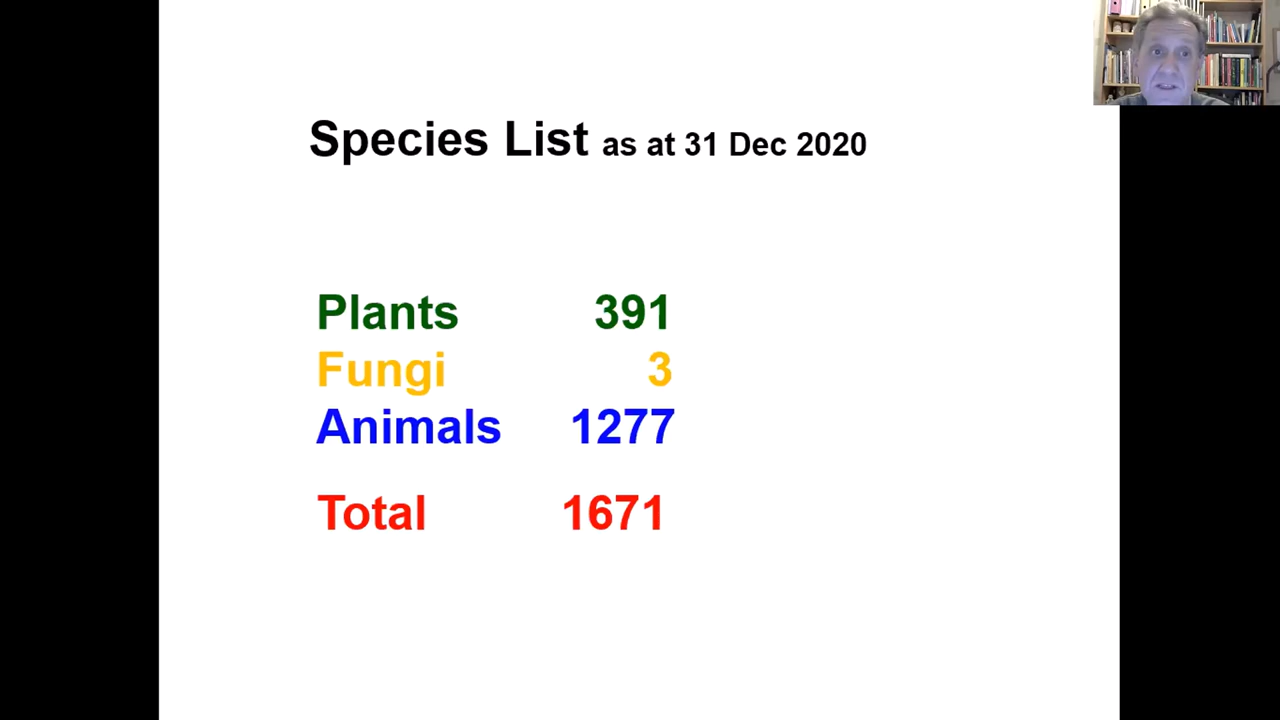 Species List as at 31 Dec 2020
Plants 391
Fungi 3
Animals 1277
Total 1671